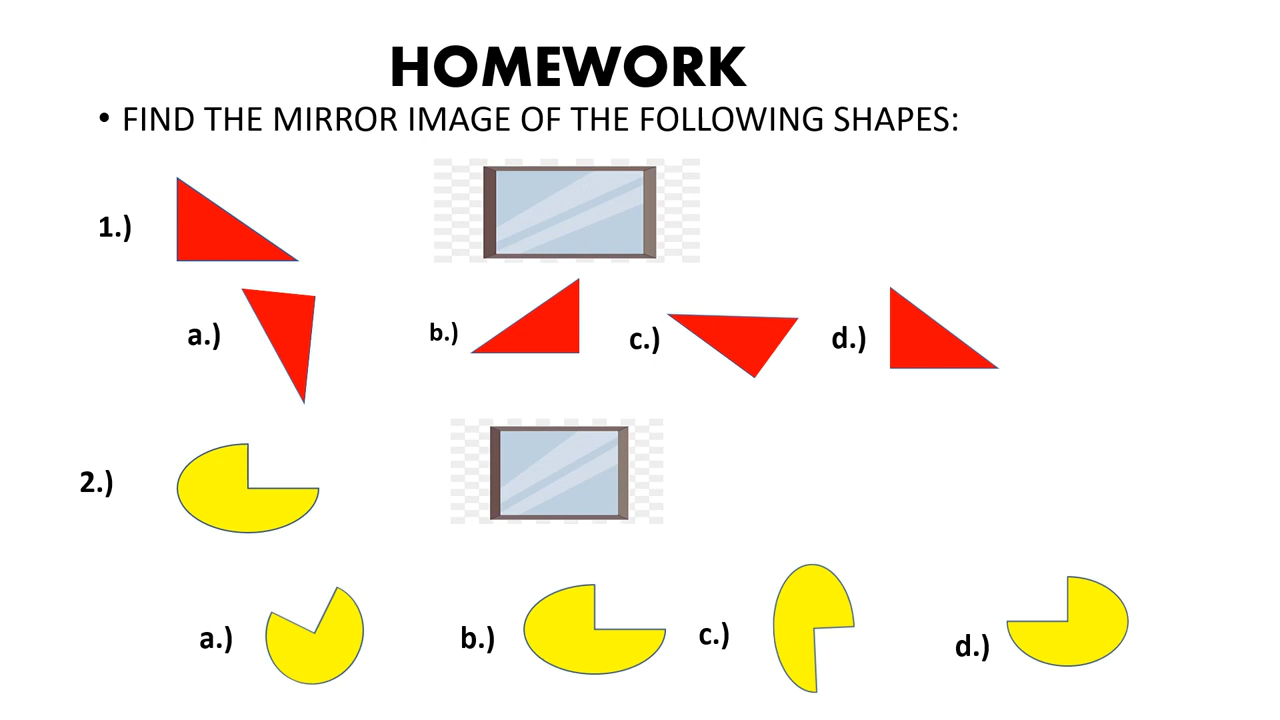 HOMEWORK
• FIND THE MIRROR IMAGE OF THE FOLLOWING SHAPES:
1.)
a.) b.) c.) d.)
2.)
a.) b.) c.) d.)